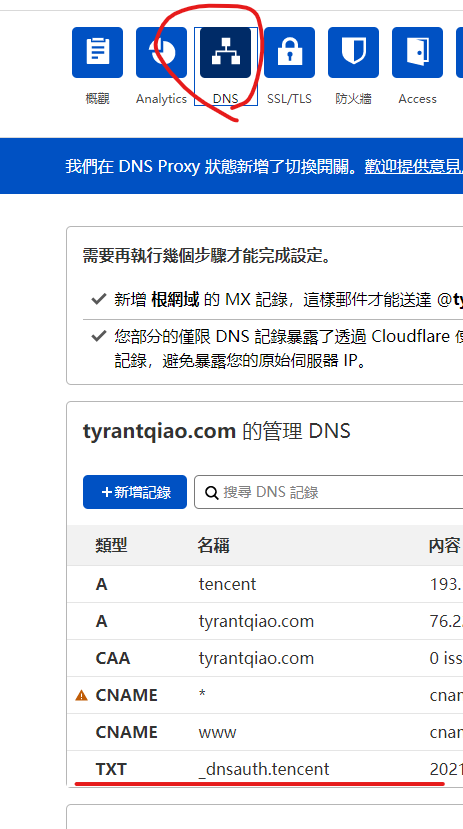 概觀 Analytics DNS SSL/TLS 防火牆 Access
我們在 DNS Proxy 狀態新增了切換開關。歡迎提供意見
需要再執行幾個步驟才能完成設定。
新增 根網域 的 MX 記錄，這樣郵件才能送達 @ty
您部分的僅限 DNS 記錄暴露了透過 Cloudflare 使
記錄，避免暴露您的原始伺服器 IP。
tyrantqiao.com 的管理 DNS
+新增記錄 搜尋 DNS 記錄
類型 名稱 內容
A tencent 193.
A tyrantqiao.com 76.2
CAA tyrantqiao.com 0 iss
CNAME * cnam
CNAME www cnam
TXT _dnsauth.tencent 2021